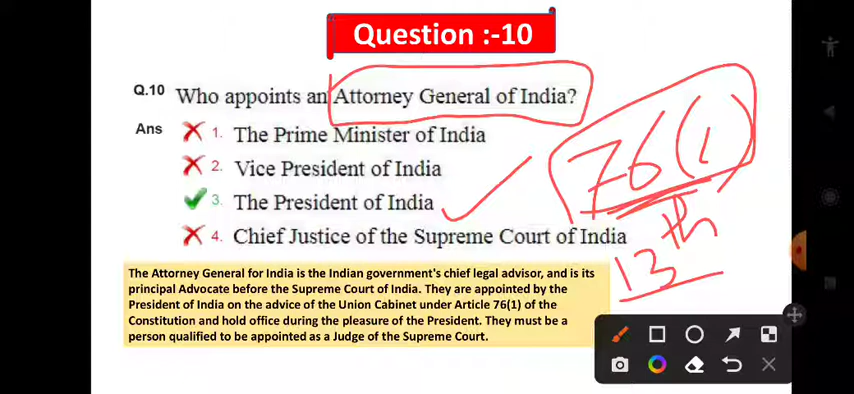 Question :-10
Q.10 Who appoints an Attorney General of India?
Ans 1. The Prime Minister of India
2. Vice President of India
3. The President of India
4. Chief Justice of the Supreme Court of India
76(1)
13th
The Attorney General for India is the Indian government's chief legal advisor, and is its
principal Advocate before the Supreme Court of India. They are appointed by the
President of India on the advice of the Union Cabinet under Article 76(1) of the
Constitution and hold office during the pleasure of the President. They must be a
person qualified to be appointed as a Judge of the Supreme Court.